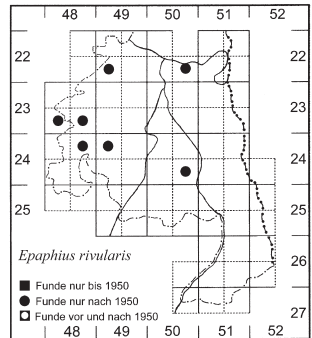 48 49 50 51 52
22 22
23 23
24 24
25 25
Epaphius rivularis
26
Funde nur bis 1950
Funde nur nach 1950
Funde vor und nach 1950
27
48 49 50 51 52